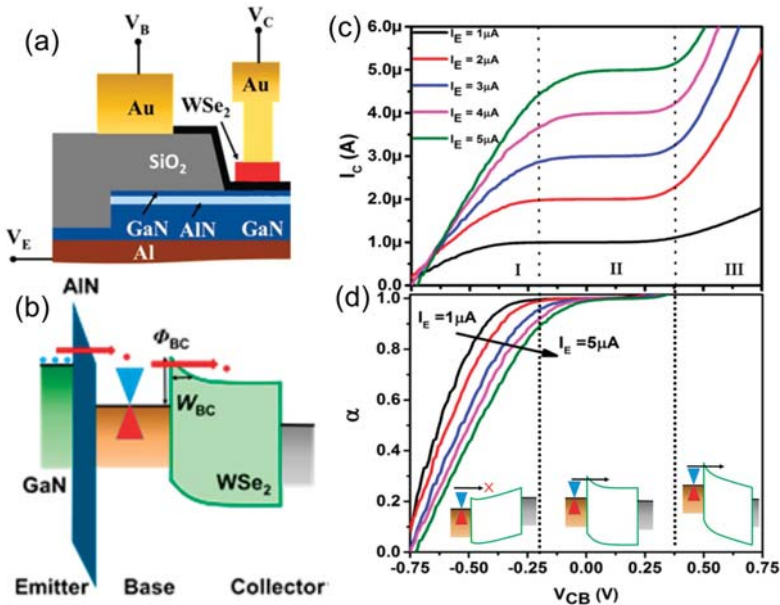 (a)
V_B
V_C
Au
Au
WSe₂
SiO₂
GaN
AlN
GaN
V_E
Al
(b)
AlN
Φ_BC
W_BC
GaN
WSe₂
Emitter
Base
Collector
(c)
6.0μ
5.0μ
4.0μ
3.0μ
2.0μ
1.0μ
0.0
I_C (A)
I_E = 1μA
I_E = 2μA
I_E = 3μA
I_E = 4μA
I_E = 5μA
I
II
III
(d)
1.0
0.8
0.6
0.4
0.2
0.0
α
I_E =1μA
I_E =5μA
-0.75
-0.50
-0.25
0.00
0.25
0.50
0.75
V_CB (V)